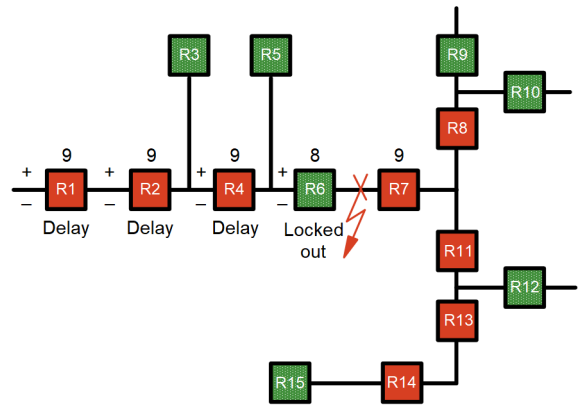 R9
R3
R5
R10
R8
9
9
9
8
9
+
+
+
+
R1
R2
R4
R6
R7
–
–
–
–
Delay
Delay
Delay
Locked
out
R11
R12
R13
R15
R14